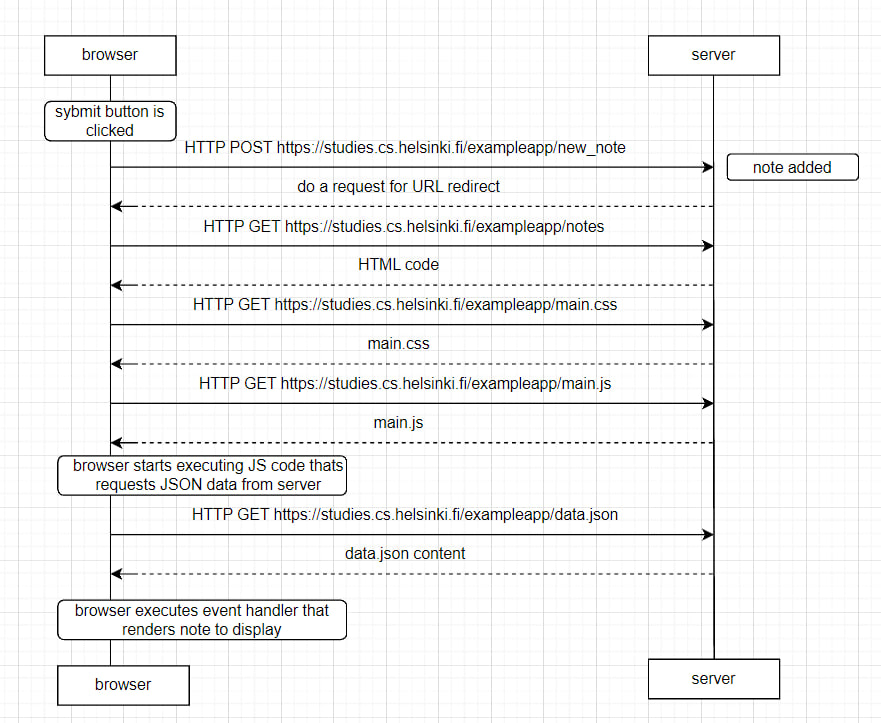 browser
server
sybmit button is
clicked
HTTP POST https://studies.cs.helsinki.fi/exampleapp/new_note
note added
do a request for URL redirect
HTTP GET https://studies.cs.helsinki.fi/exampleapp/notes
HTML code
HTTP GET https://studies.cs.helsinki.fi/exampleapp/main.css
main.css
HTTP GET https://studies.cs.helsinki.fi/exampleapp/main.js
main.js
browser starts executing JS code thats
requests JSON data from server
HTTP GET https://studies.cs.helsinki.fi/exampleapp/data.json
data.json content
browser executes event handler that
renders note to display
browser
server